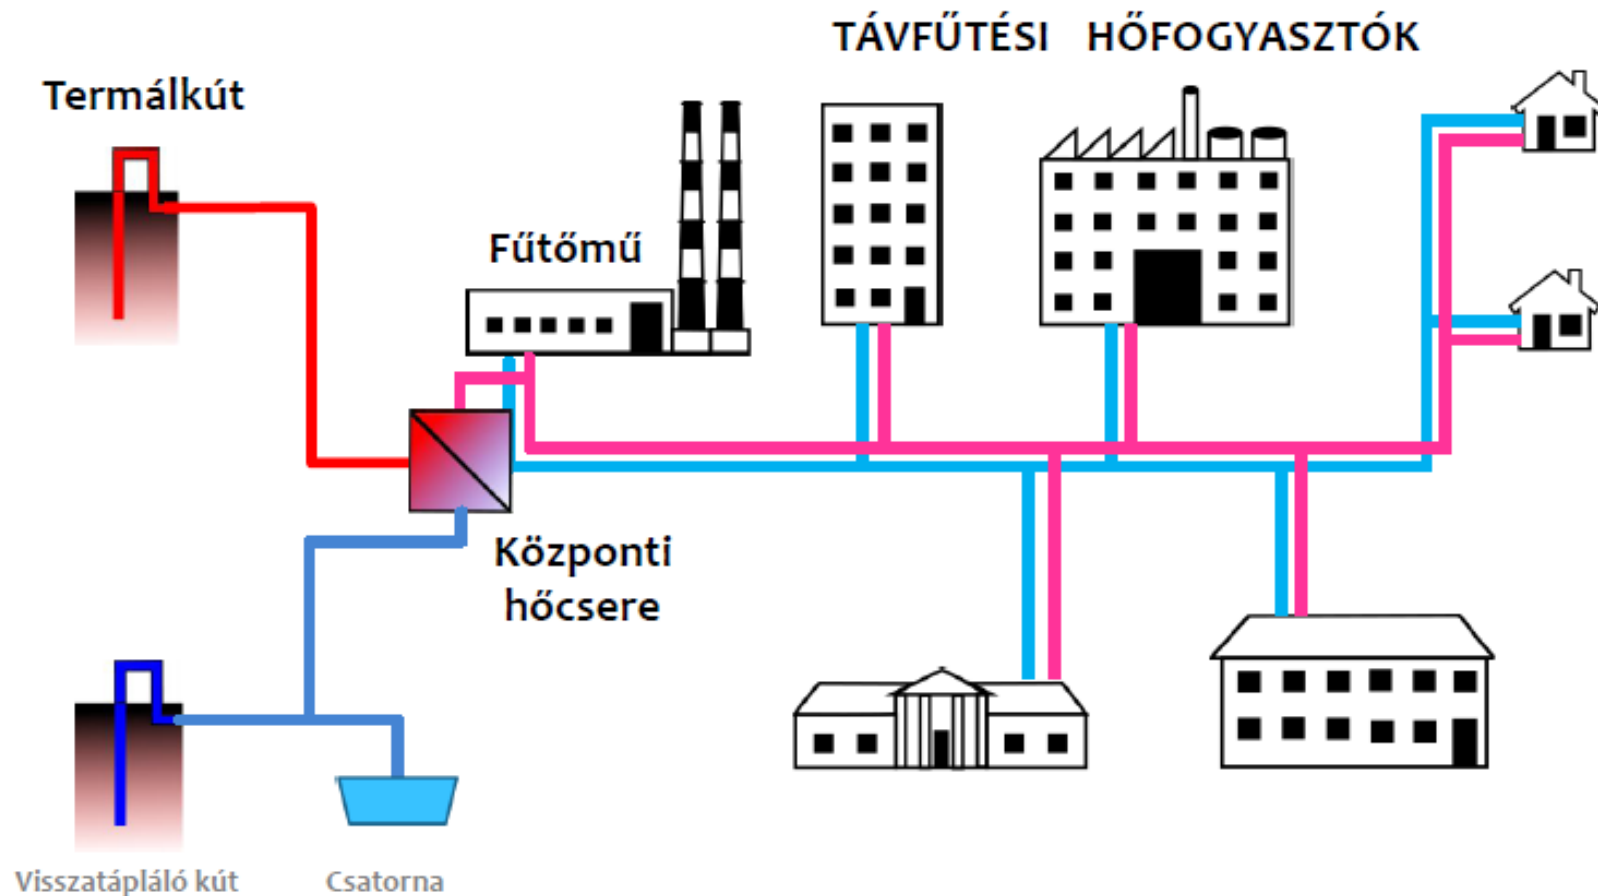 TÁVFŰTÉSI HŐFOGYASZTÓK
Termálkút
Fűtőmű
Központi
hőcsere
Visszatápláló kút
Csatorna